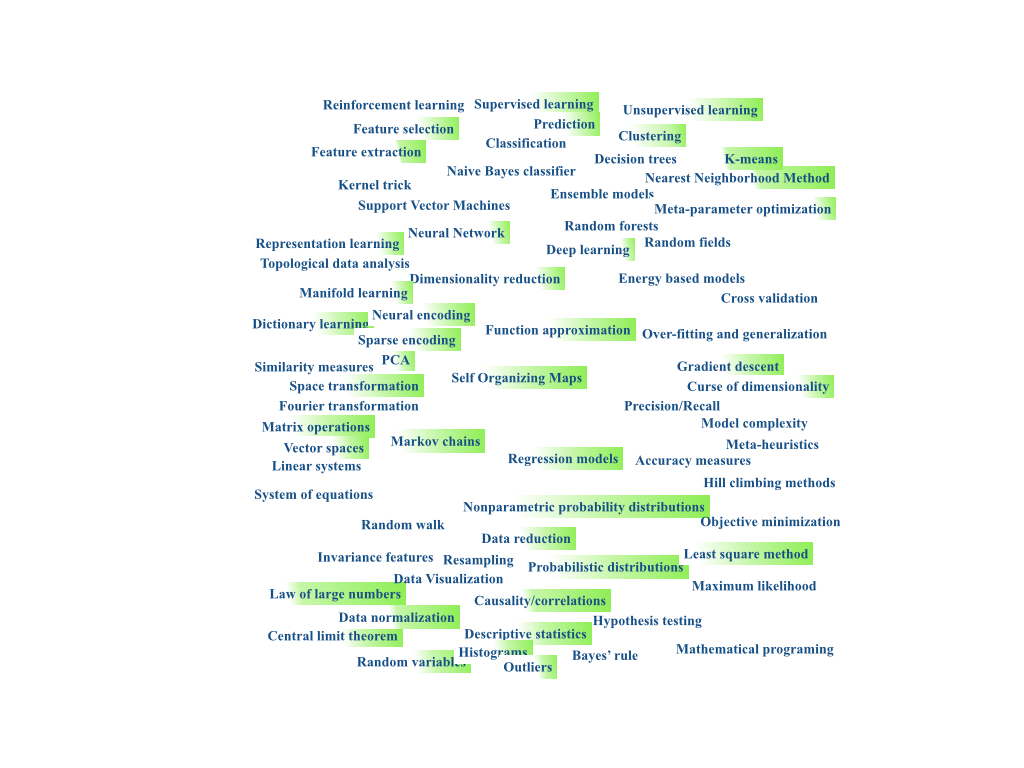 Reinforcement learning
Supervised learning
Unsupervised learning
Feature selection
Prediction
Clustering
Classification
Feature extraction
Decision trees
K-means
Naive Bayes classifier
Nearest Neighborhood Method
Kernel trick
Ensemble models
Support Vector Machines
Meta-parameter optimization
Random forests
Neural Network
Representation learning
Deep learning
Random fields
Topological data analysis
Dimensionality reduction
Energy based models
Manifold learning
Cross validation
Neural encoding
Dictionary learning
Function approximation
Over-fitting and generalization
Sparse encoding
PCA
Similarity measures
Gradient descent
Self Organizing Maps
Space transformation
Curse of dimensionality
Fourier transformation
Precision/Recall
Matrix operations
Model complexity
Markov chains
Meta-heuristics
Vector spaces
Regression models
Accuracy measures
Linear systems
Hill climbing methods
System of equations
Nonparametric probability distributions
Objective minimization
Random walk
Data reduction
Least square method
Invariance features
Resampling
Probabilistic distributions
Data Visualization
Maximum likelihood
Law of large numbers
Causality/correlations
Data normalization
Hypothesis testing
Central limit theorem
Descriptive statistics
Mathematical programing
Histograms
Bayes’ rule
Random variables
Outliers